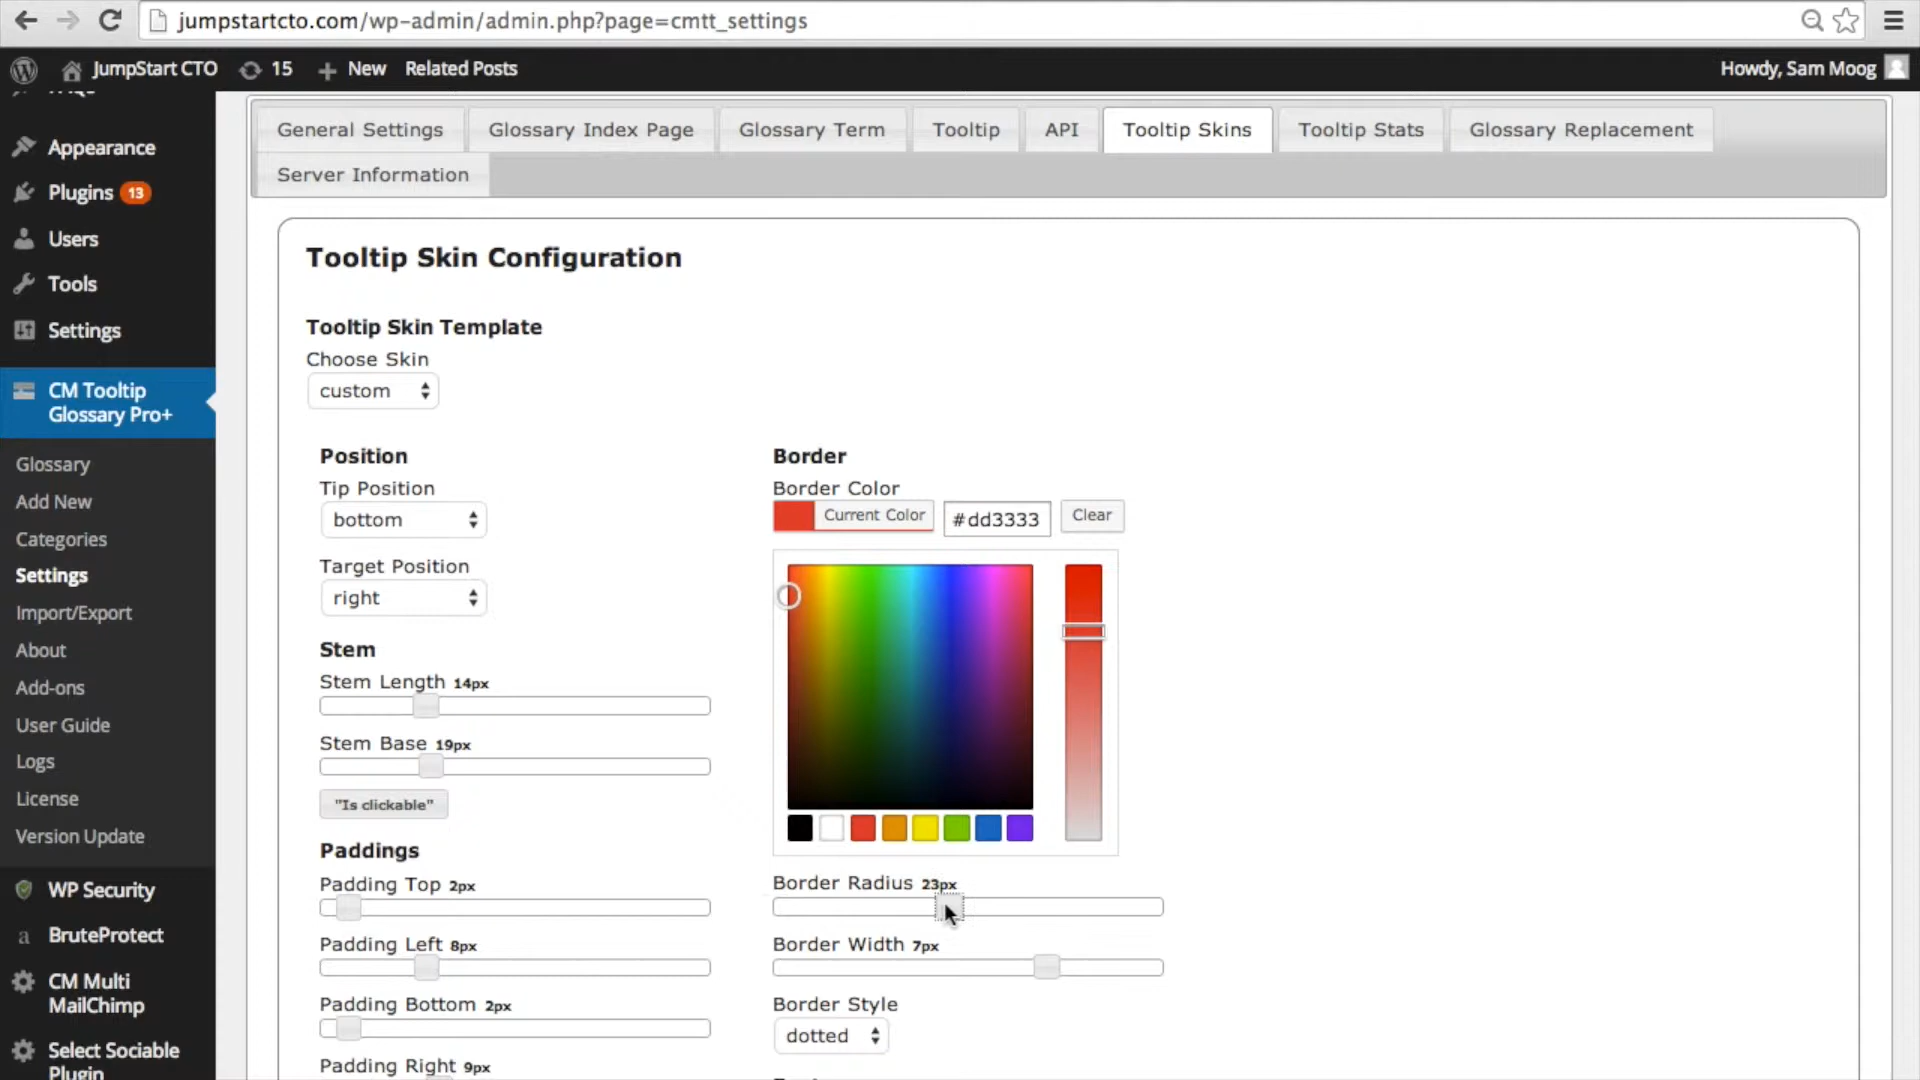 jumpstartcto.com/wp-admin/admin.php?page=cmtt_settings
JumpStart CTO 15 New Related Posts Howdy, Sam Moog
General Settings Glossary Index Page Glossary Term Tooltip API Tooltip Skins Tooltip Stats Glossary Replacement
Server Information
Appearance
Plugins 13
Users
Tools
Settings
CM Tooltip
Glossary Pro+
Glossary
Add New
Categories
Settings
Import/Export
About
Add-ons
User Guide
Logs
License
Version Update
WP Security
BruteProtect
CM Multi
MailChimp
Select Sociable
Plugin
Tooltip Skin Configuration
Tooltip Skin Template
Choose Skin
custom
Position
Tip Position
bottom
Target Position
right
Stem
Stem Length 14px
Stem Base 19px
"Is clickable"
Paddings
Padding Top 2px
Padding Left 8px
Padding Bottom 2px
Padding Right 9px
Border
Border Color
Current Color #dd3333 Clear
Border Radius 23px
Border Width 7px
Border Style
dotted